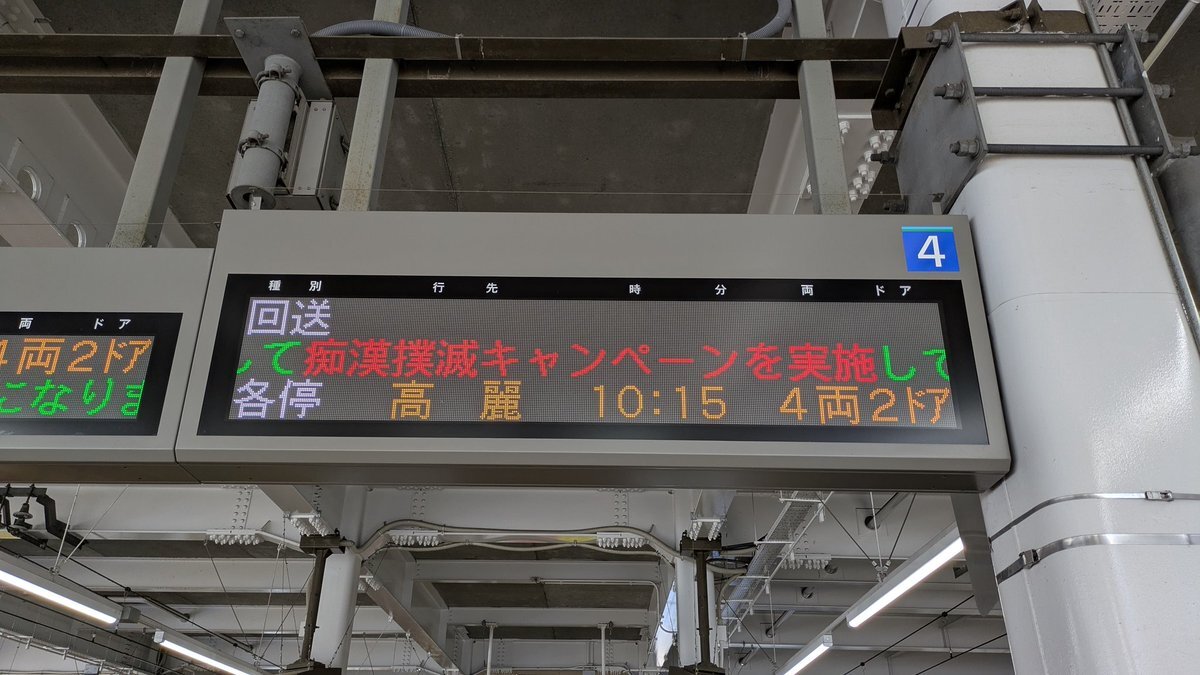 4
種別 行先 時分 両 ドア
回送
して痴漢撲滅キャンペーンを実施して
各停 高麗 10:15 4両2ドア
両 ドア
4両2ドア
こなりま